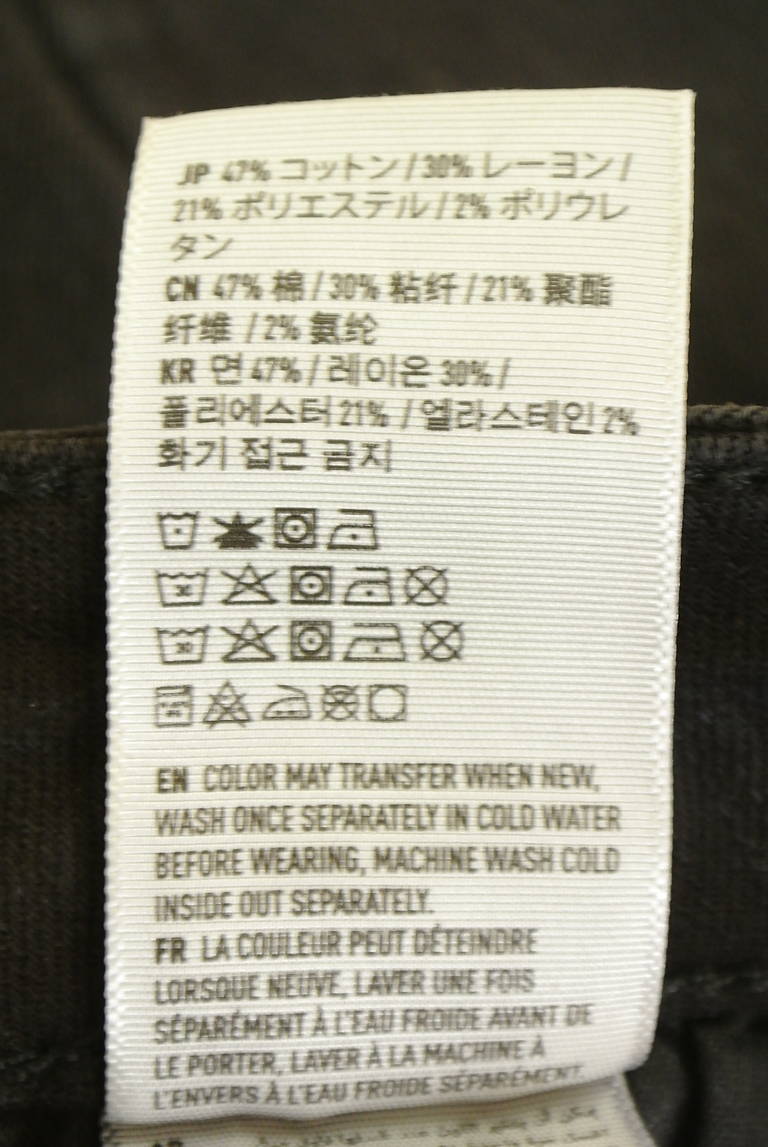 JP 47% コットン / 30% レーヨン /
21% ポリエステル / 2% ポリウレ
タン
CN 47% 棉 / 30% 粘纤 / 21% 聚酯
纤维 / 2% 氨纶
KR 면 47% / 레이온 30% /
폴리에스터 21% / 엘라스테인 2%
화기 접근 금지
EN COLOR MAY TRANSFER WHEN NEW,
WASH ONCE SEPARATELY IN COLD WATER
BEFORE WEARING, MACHINE WASH COLD
INSIDE OUT SEPARATELY.
FR LA COULEUR PEUT DÉTEINDRE
LORSQUE NEUVE, LAVER UNE FOIS
SÉPARÉMENT À L'EAU FROIDE AVANT DE
LE PORTER, LAVER À LA MACHINE À
L'ENVERS À L'EAU FROIDE SÉPARÉMENT.